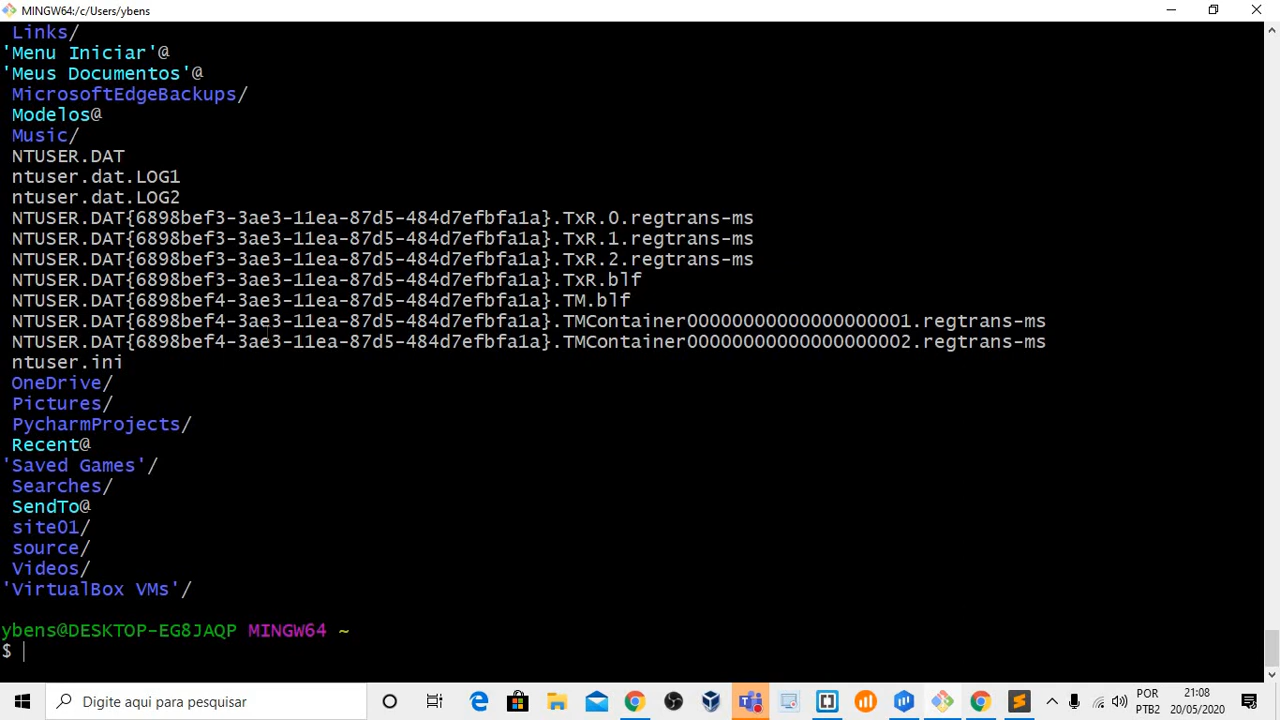 MINGW64:/c/Users/ybens
Links/
'Menu Iniciar'@
'Meus Documentos'@
MicrosoftEdgeBackups/
Modelos@
Music/
NTUSER.DAT
ntuser.dat.LOG1
ntuser.dat.LOG2
NTUSER.DAT{6898bef3-3ae3-11ea-87d5-484d7efbfa1a}.TxR.0.regtrans-ms
NTUSER.DAT{6898bef3-3ae3-11ea-87d5-484d7efbfa1a}.TxR.1.regtrans-ms
NTUSER.DAT{6898bef3-3ae3-11ea-87d5-484d7efbfa1a}.TxR.2.regtrans-ms
NTUSER.DAT{6898bef3-3ae3-11ea-87d5-484d7efbfa1a}.TxR.blf
NTUSER.DAT{6898bef4-3ae3-11ea-87d5-484d7efbfa1a}.TM.blf
NTUSER.DAT{6898bef4-3ae3-11ea-87d5-484d7efbfa1a}.TMContainer00000000000000000001.regtrans-ms
NTUSER.DAT{6898bef4-3ae3-11ea-87d5-484d7efbfa1a}.TMContainer00000000000000000002.regtrans-ms
ntuser.ini
OneDrive/
Pictures/
PycharmProjects/
Recent@
'Saved Games'/
Searches/
SendTo@
site01/
source/
Videos/
'VirtualBox VMs'/
ybens@DESKTOP-EG8JAQP MINGW64 ~
$
Digite aqui para pesquisar
POR 21:08
PTB2 20/05/2020